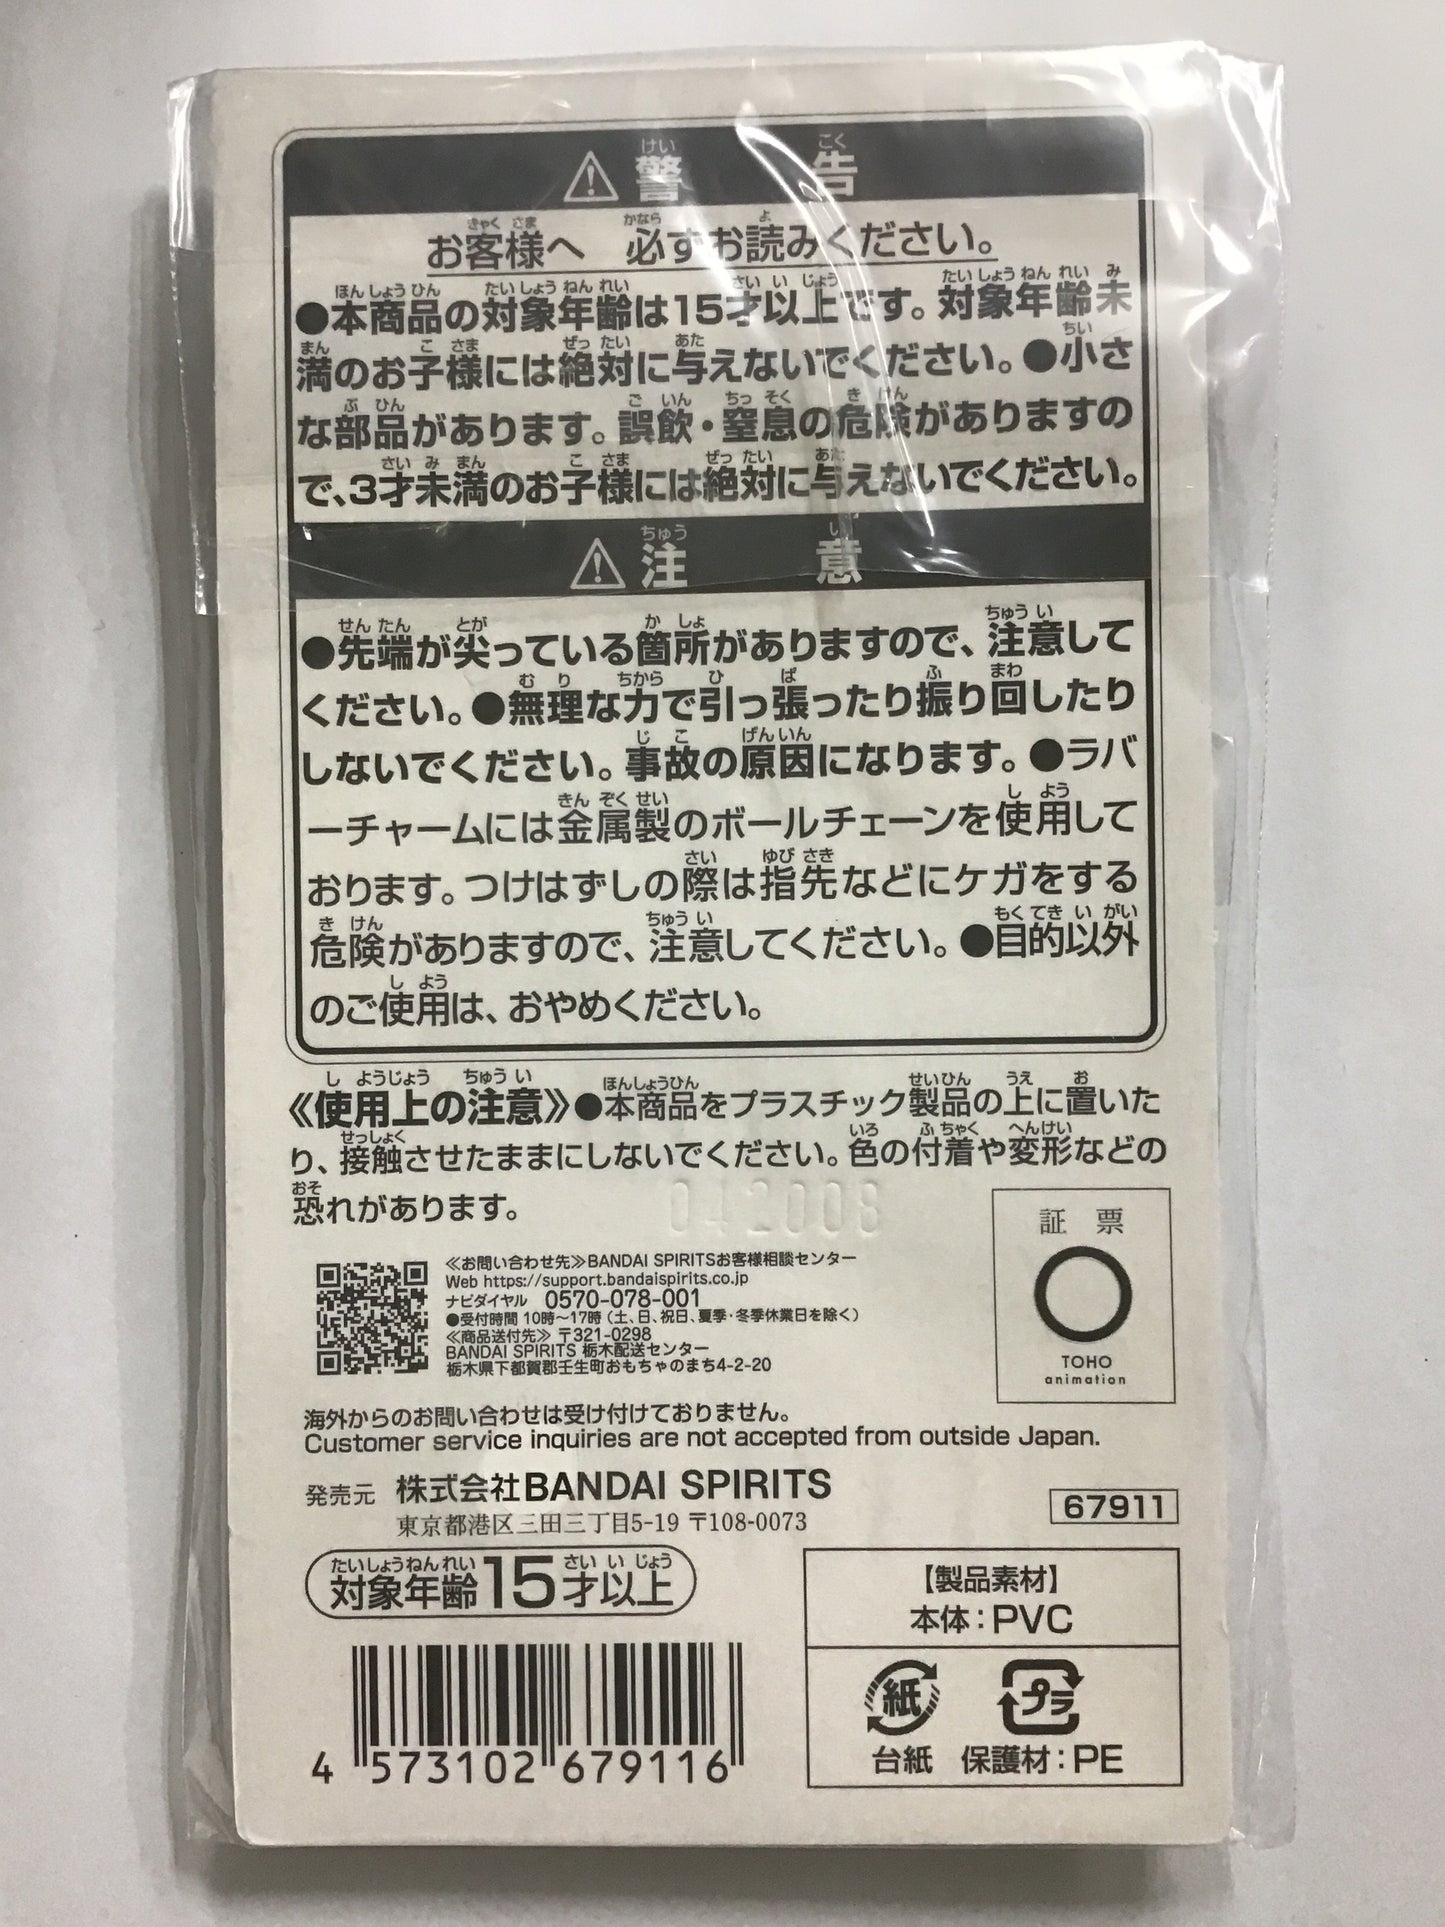 警告
お客様へ 必ずお読みください。
●本商品の対象年齢は15才以上です。対象年齢未
満のお子様には絶対に与えないでください。●小さ
な部品があります。誤飲・窒息の危険がありますの
で、3才未満のお子様には絶対に与えないでください。
注意
●先端が尖っている箇所がありますので、注意して
ください。●無理な力で引っ張ったり振り回したり
しないでください。事故の原因になります。●ラバ
ーチャームには金属製のボールチェーンを使用して
おります。つけはずしの際は指先などにケガをする
危険がありますので、注意してください。●目的以外
のご使用は、おやめください。
《使用上の注意》●本商品をプラスチック製品の上に置いた
り、接触させたままにしないでください。色の付着や変形などの
恐れがあります。
042008
証 票
TOHO
animation
≪お問い合わせ先≫BANDAI SPIRITSお客様相談センター
Web https://support.bandaispirits.co.jp
ナビダイヤル 0570-078-001
●受付時間 10時～17時（土、日、祝日、夏季・冬季休業日を除く）
≪商品送付先≫ 〒321-0298
BANDAI SPIRITS 栃木配送センター
栃木県下都賀郡壬生町おもちゃのまち4-2-20
海外からのお問い合わせは受け付けておりません。
Customer service inquiries are not accepted from outside Japan.
発売元 株式会社BANDAI SPIRITS
東京都港区三田三丁目5-19 〒108-0073
67911
対象年齢15才以上
【製品素材】
本体：PVC
紙 プラ
台紙 保護材：PE
4 573102 679116